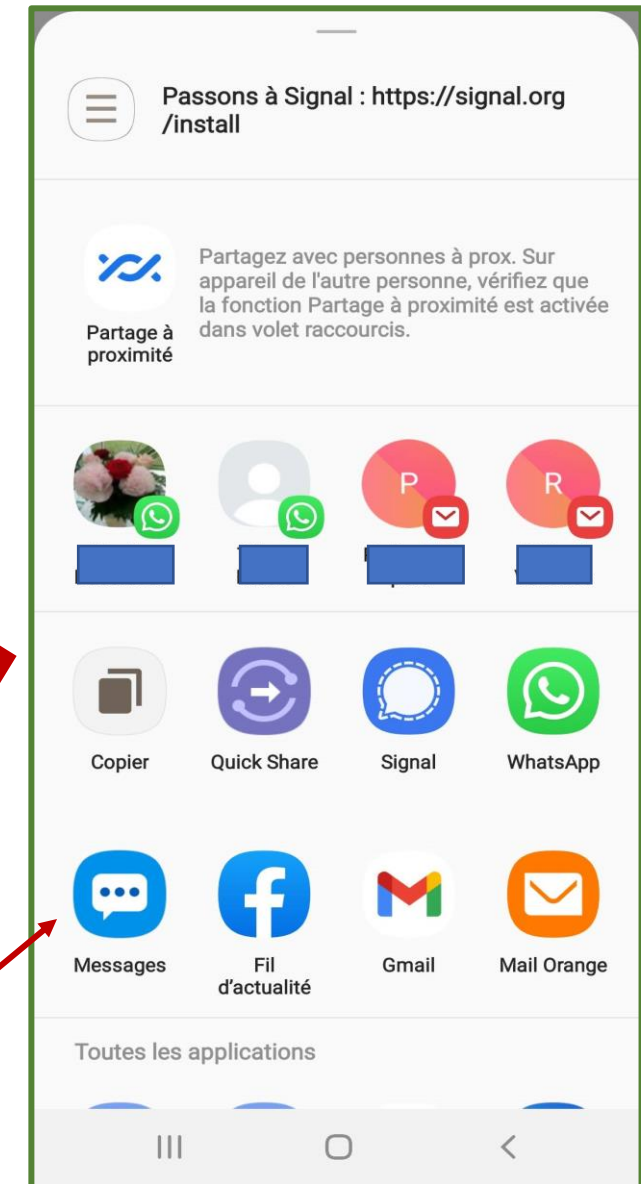 Passons à Signal : https://signal.org
/install
Partagez avec personnes à prox. Sur
appareil de l'autre personne, vérifiez que
la fonction Partage à proximité est activée
dans volet raccourcis.
Partage à
proximité
P
R
Copier
Quick Share
Signal
WhatsApp
Messages
Fil
d'actualité
Gmail
Mail Orange
Toutes les applications